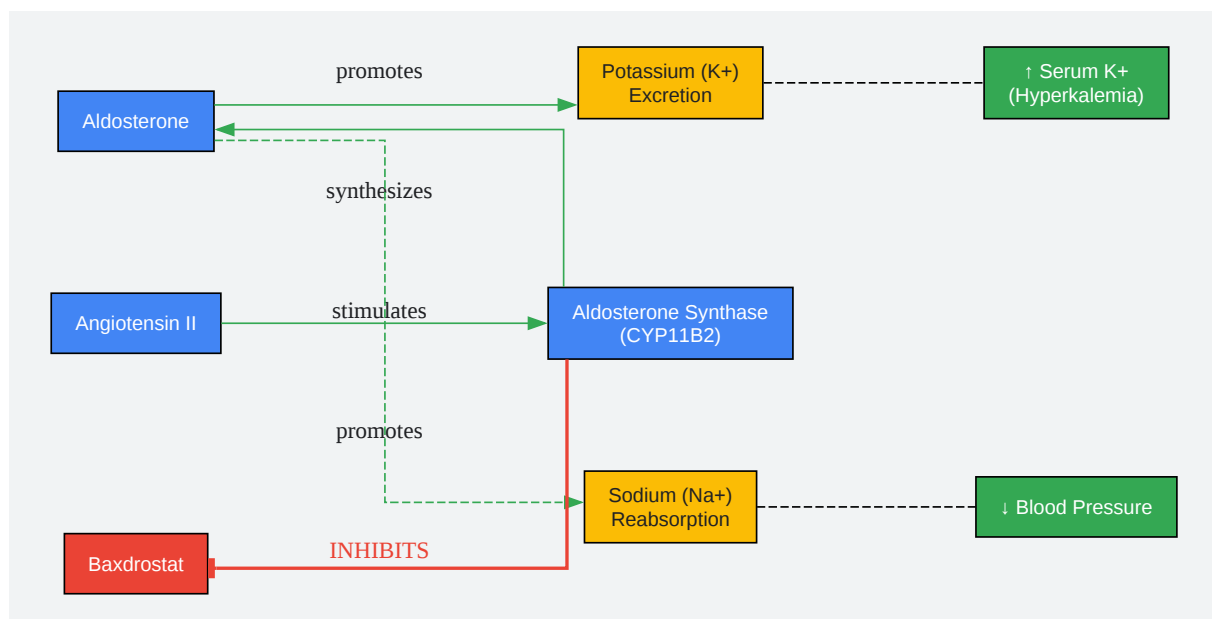 promotes
Potassium (K+)
Excretion
↑ Serum K+
(Hyperkalemia)
Aldosterone
synthesizes
Angiotensin II
stimulates
Aldosterone Synthase
(CYP11B2)
promotes
Sodium (Na+)
Reabsorption
↓ Blood Pressure
Baxdrostat
INHIBITS